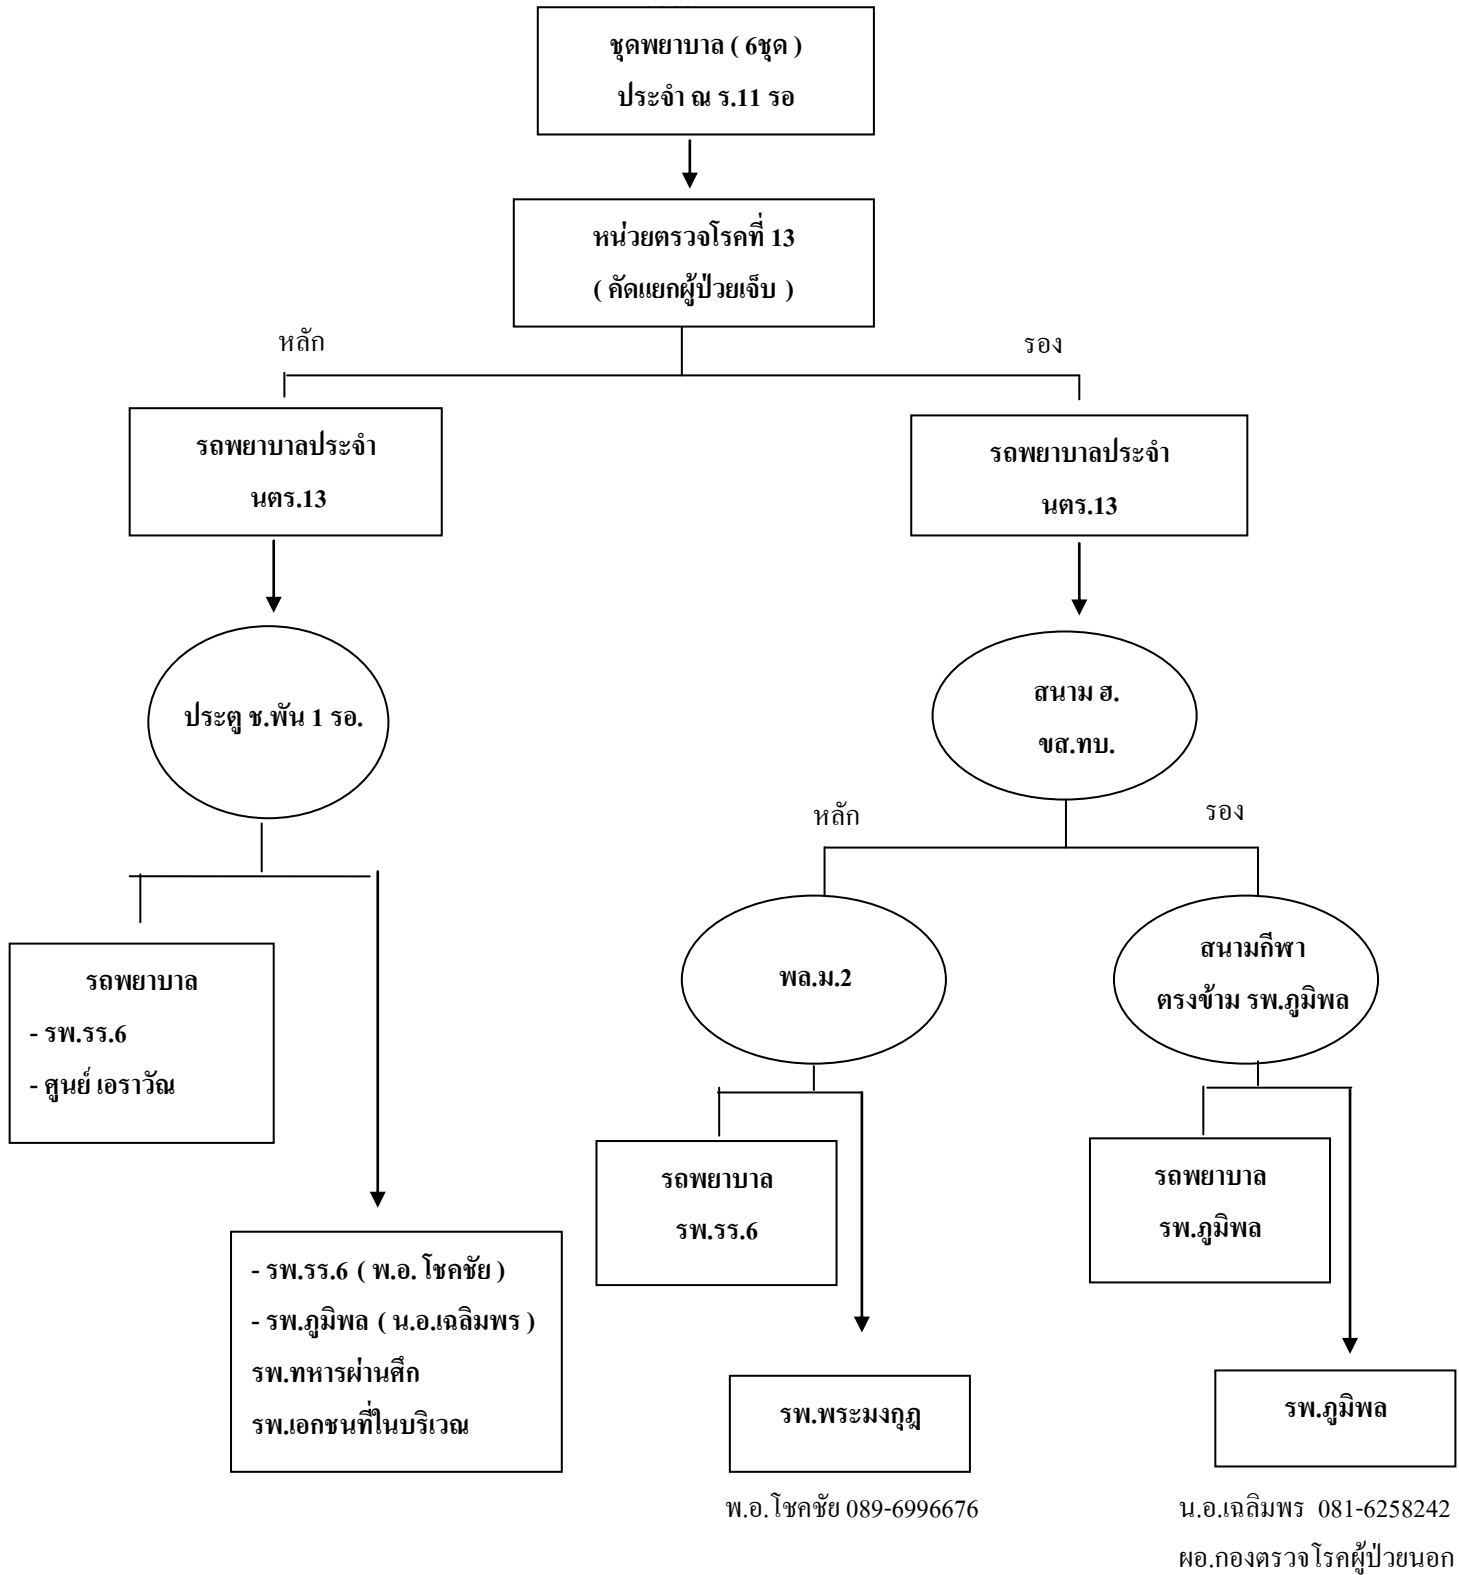 ชุดพยาบาล ( 6ชุด )
ประจำ ณ ร.11 รอ
หน่วยตรวจโรคที่ 13
( คัดแยกผู้ป่วยเจ็บ )
หลัก
รอง
รถพยาบาลประจำ
นตร.13
รถพยาบาลประจำ
นตร.13
ประตู ช.พัน 1 รอ.
สนาม ฮ.
ขส.ทบ.
หลัก
รอง
รถพยาบาล
- รพ.รร.6
- ศูนย์ เอราวัณ
พล.ม.2
สนามกีฬา
ตรงข้าม รพ.ภูมิพล
รถพยาบาล
รพ.รร.6
รถพยาบาล
รพ.ภูมิพล
- รพ.รร.6 ( พ.อ. โชคชัย )
- รพ.ภูมิพล ( น.อ.เฉลิมพร )
รพ.ทหารผ่านศึก
รพ.เอกชนที่ในบริเวณ
รพ.พระมงกุฎ
รพ.ภูมิพล
พ.อ. โชคชัย 089-6996676
น.อ.เฉลิมพร 081-6258242
ผอ.กองตรวจโรคผู้ป่วยนอก